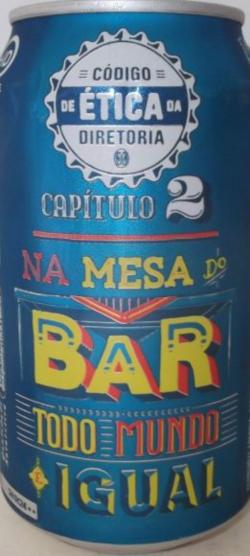 CÓDIGO
DE ÉTICA DA
DIRETORIA
CAPÍTULO 2
NA MESA DO
BAR
TODO MUNDO
É IGUAL